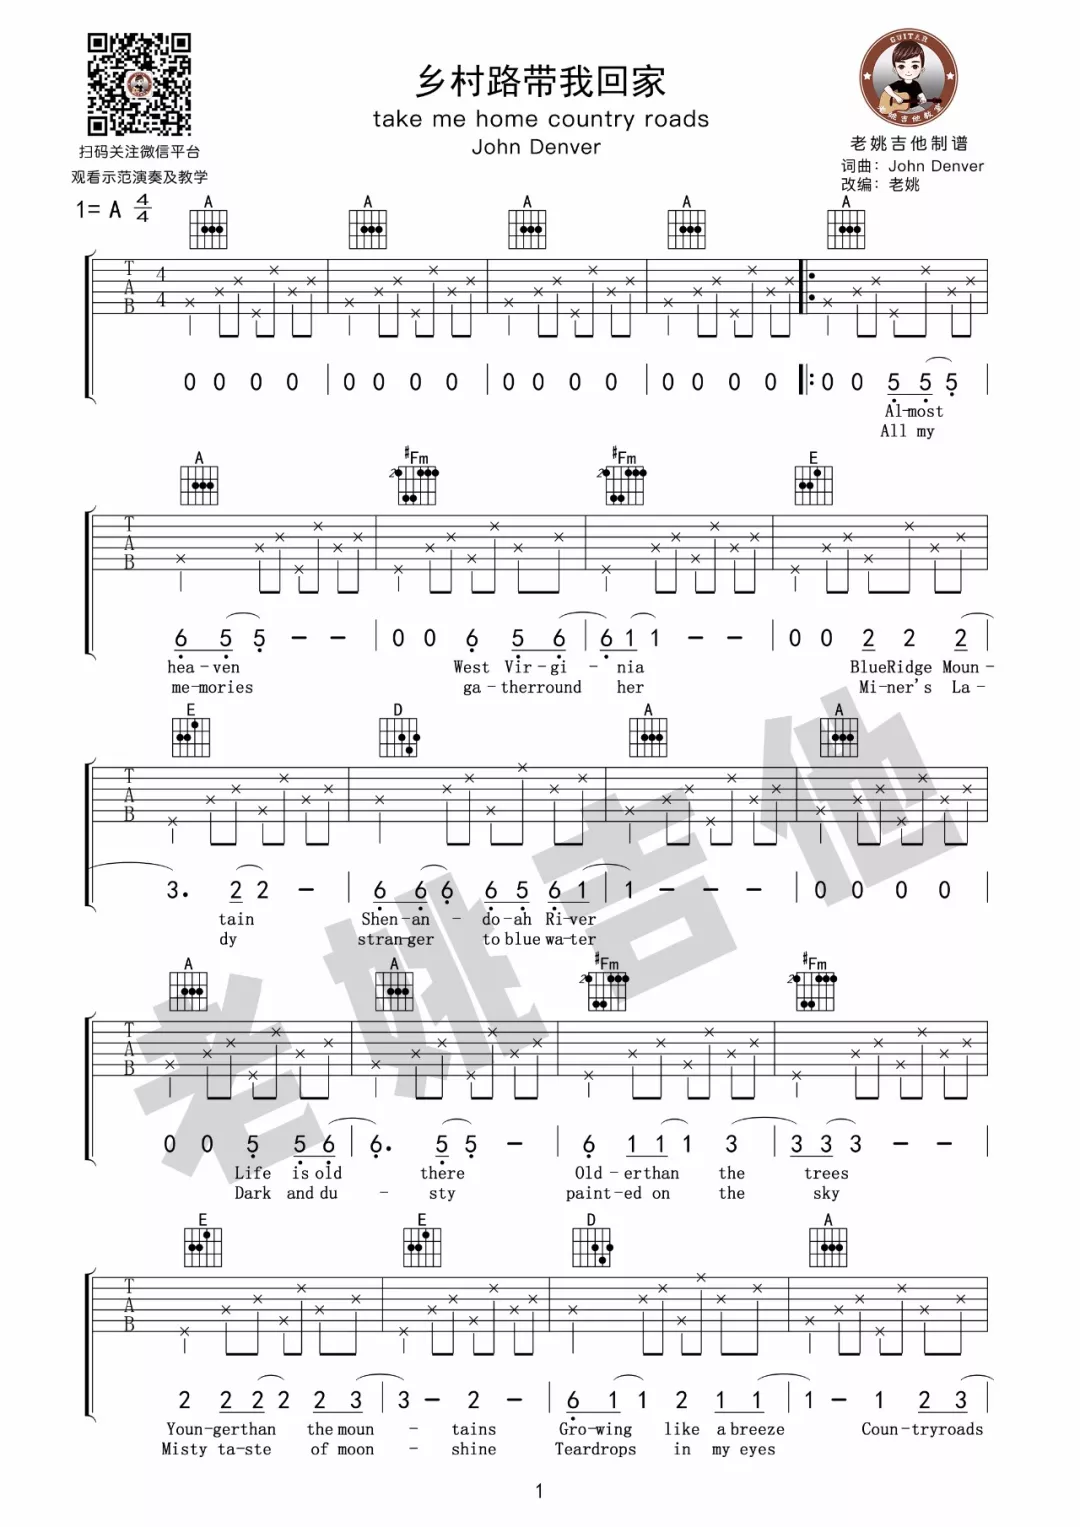 乡村路带我回家
take me home country roads
John Denver
扫码关注微信平台
观看示范演奏及教学
GUITAR
老姚吉他教室
老姚吉他制谱
词曲：John Denver
改编：老姚
1= A 4/4
A A A A A
T A B 4/4
0 0 0 0 | 0 0 0 0 | 0 0 0 0 | 0 0 0 0 |: 0 0 5 5 5 |
Al-most
All my
A #Fm #Fm E
2 2
T A B
6 5 5 - - | 0 0 6 5 6 | 6 1 1 - - | 0 0 2 2 2 |
hea-ven West Vir-gi-nia BlueRidge Moun-
me-mories ga-therround her Mi-ner's La-
E D A A
T A B
3. 2 2 - | 6 6 6 6 5 6 1 | 1 - - - | 0 0 0 0 |
tain Shen-an-do-ah Ri-ver
dy stran-ger to blue wa-ter
A A #Fm #Fm
2 2
T A B
0 0 5 5 6 | 6. 5 5 - | 6 1 1 1 3 | 3 3 3 - - |
Life is old there Old-erthan the trees
Dark and du-sty paint-ed on the sky
E E D A
T A B
2 2 2 2 2 3 | 3 - 2 - | 6 1 1 2 1 1 | 1 - 1 2 3 |
Youn-gerthan the moun-tains Gro-wing like a breeze Coun-tryroads
Misty ta-ste of moon-shine Teardrops in my eyes
老姚吉他
1